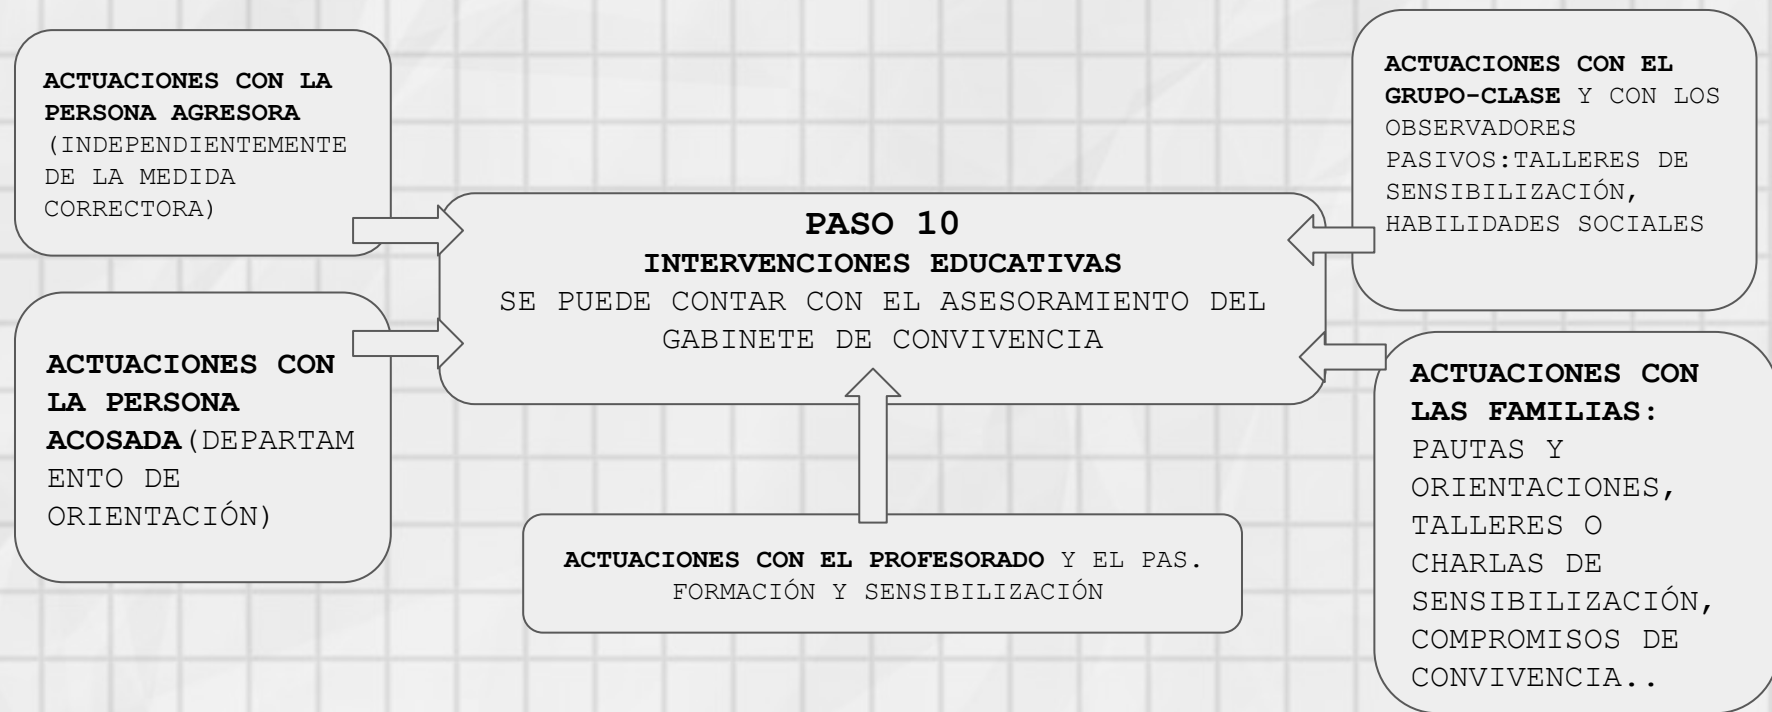 ACTUACIONES CON LA
PERSONA AGRESORA
(INDEPENDIENTEMENTE
DE LA MEDIDA
CORRECTORA)
ACTUACIONES CON
LA PERSONA
ACOSADA(DEPARTAM
ENTO DE
ORIENTACIÓN)
PASO 10
INTERVENCIONES EDUCATIVAS
SE PUEDE CONTAR CON EL ASESORAMIENTO DEL
GABINETE DE CONVIVENCIA
ACTUACIONES CON EL PROFESORADO Y EL PAS.
FORMACIÓN Y SENSIBILIZACIÓN
ACTUACIONES CON EL
GRUPO-CLASE Y CON LOS
OBSERVADORES
PASIVOS:TALLERES DE
SENSIBILIZACIÓN,
HABILIDADES SOCIALES
ACTUACIONES CON
LAS FAMILIAS:
PAUTAS Y
ORIENTACIONES,
TALLERES O
CHARLAS DE
SENSIBILIZACIÓN,
COMPROMISOS DE
CONVIVENCIA..